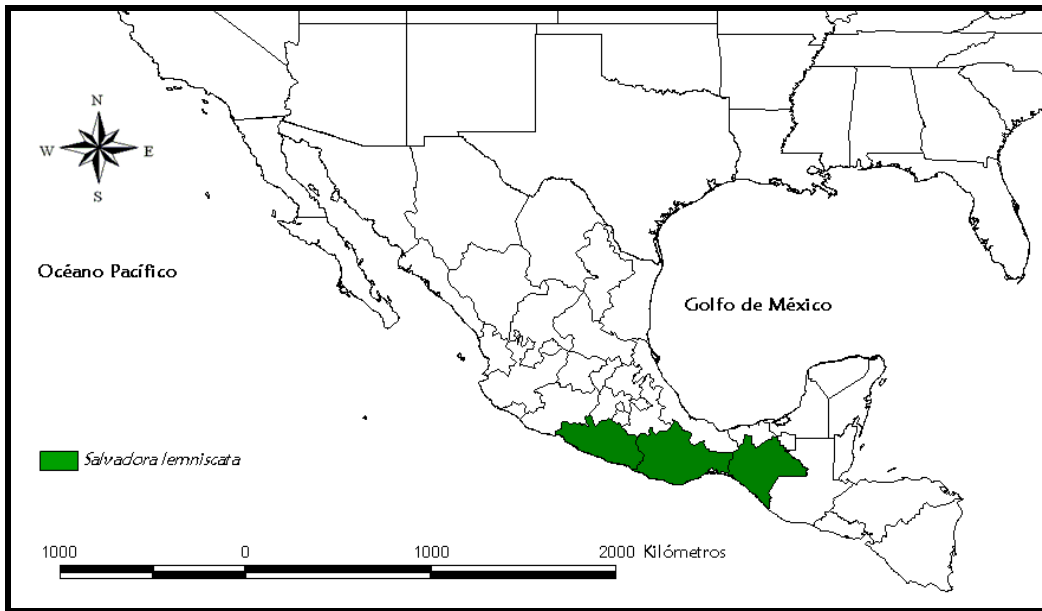 N
W E
S
Océano Pacífico
Golfo de México
Salvadora lemniscata
1000 0 1000 2000 Kilómetros